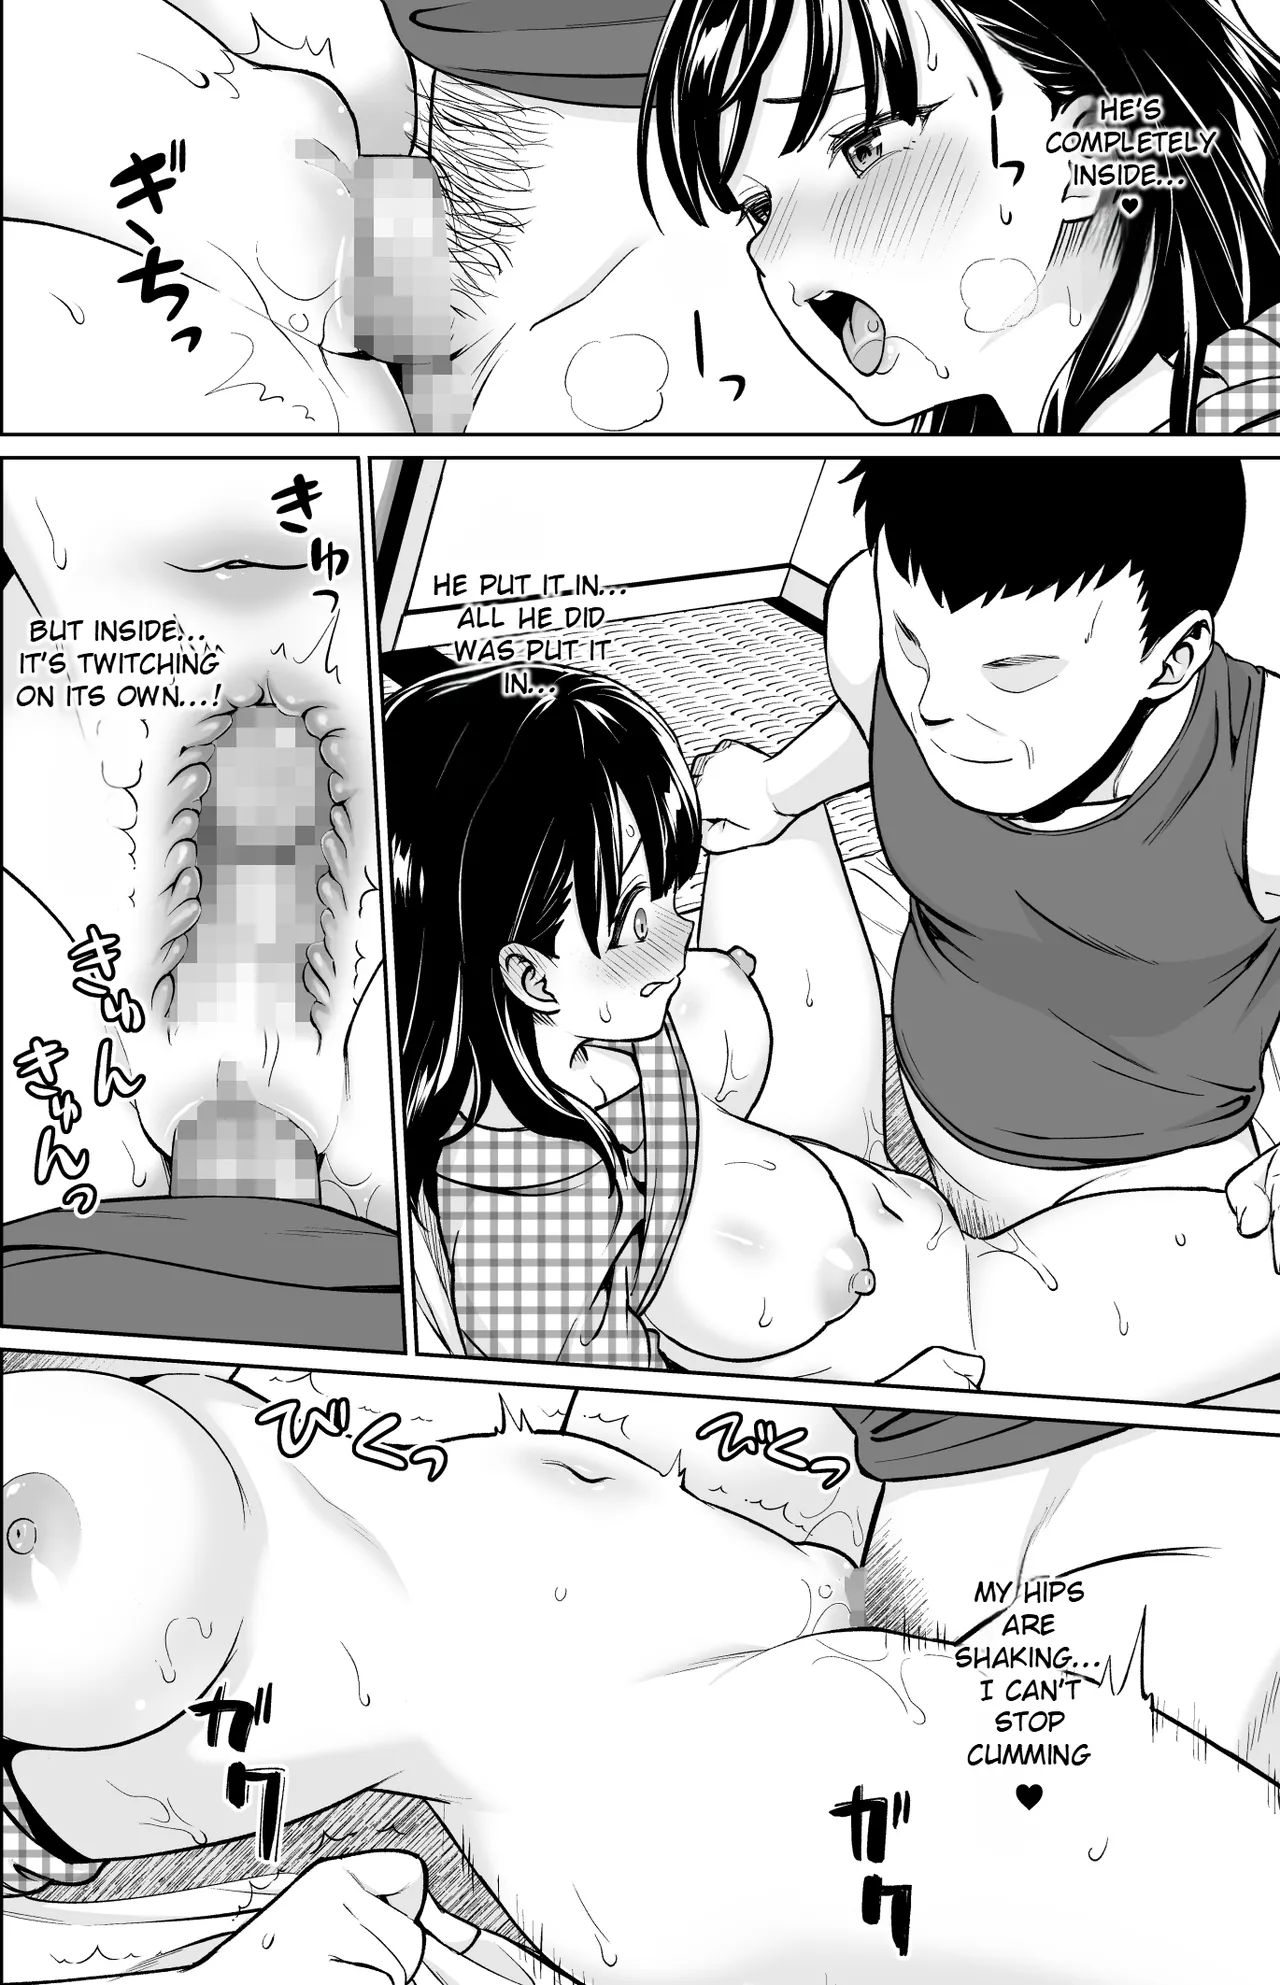 HE'S
COMPLETELY
INSIDE...
♥
ギ、
チッ
っ
っ
HE PUT IT IN...
ALL HE DID
WAS PUT IT
IN...
BUT INSIDE...
IT'S TWITCHING
ON ITS OWN...!
きゅっ
きゅん
きゅんっ
びくっ
びくっ
MY HIPS
ARE
SHAKING...
I CAN'T
STOP
CUMMING
♥
ガク
ガク